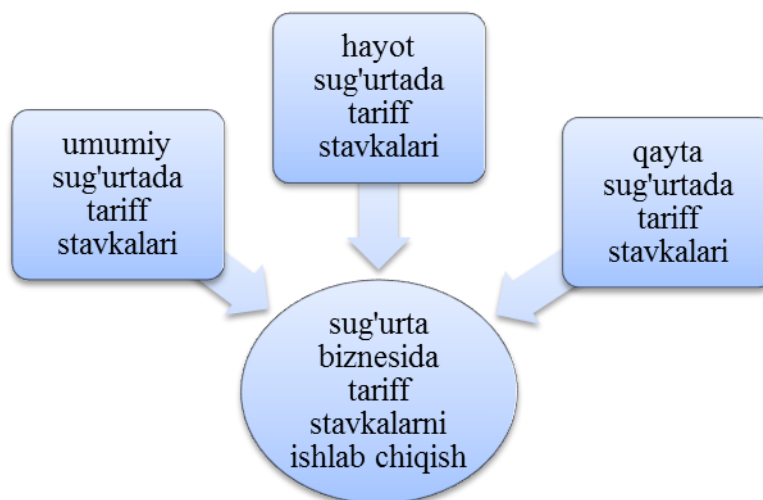 umumiy
sug'urtada
tariff
stavkalari
hayot
sug'urtada
tariff
stavkalari
qayta
sug'urtada
tariff
stavkalari
sug'urta
biznesida
tariff
stavkalarni
ishlab chiqish